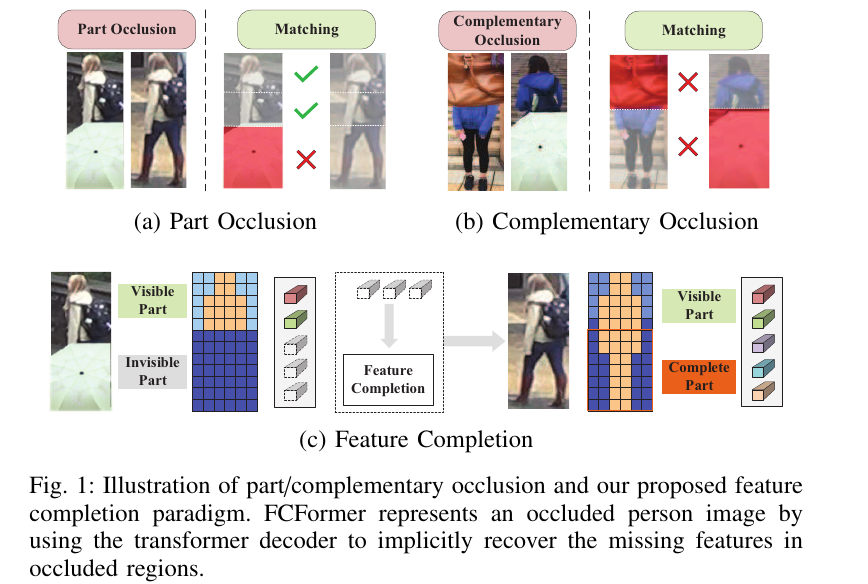 Part Occlusion
Matching
Complementary
Occlusion
Matching
(a) Part Occlusion
(b) Complementary Occlusion
Visible
Part
Invisible
Part
Feature
Completion
Visible
Part
Complete
Part
(c) Feature Completion
Fig. 1: Illustration of part/complementary occlusion and our proposed feature
completion paradigm. FCFormer represents an occluded person image by
using the transformer decoder to implicitly recover the missing features in
occluded regions.